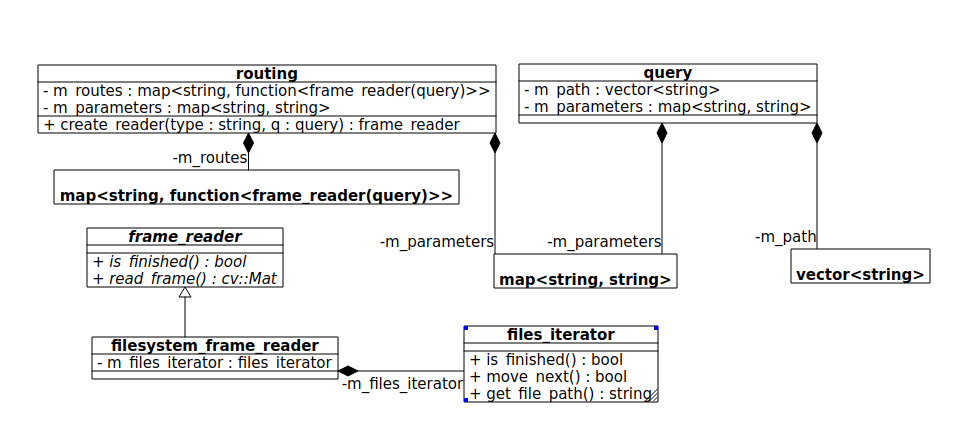 routing
- m_routes : map<string, function<frame_reader(query)>>
- m_parameters : map<string, string>
+ create_reader(type : string, q : query) : frame_reader
query
- m_path : vector<string>
- m_parameters : map<string, string>
-m_routes
map<string, function<frame_reader(query)>>
frame_reader
+ is_finished() : bool
+ read_frame() : cv::Mat
-m_parameters
-m_parameters
-m_path
map<string, string>
vector<string>
filesystem_frame_reader
- m_files_iterator : files_iterator
-m_files_iterator
files_iterator
+ is_finished() : bool
+ move_next() : bool
+ get_file_path() : string